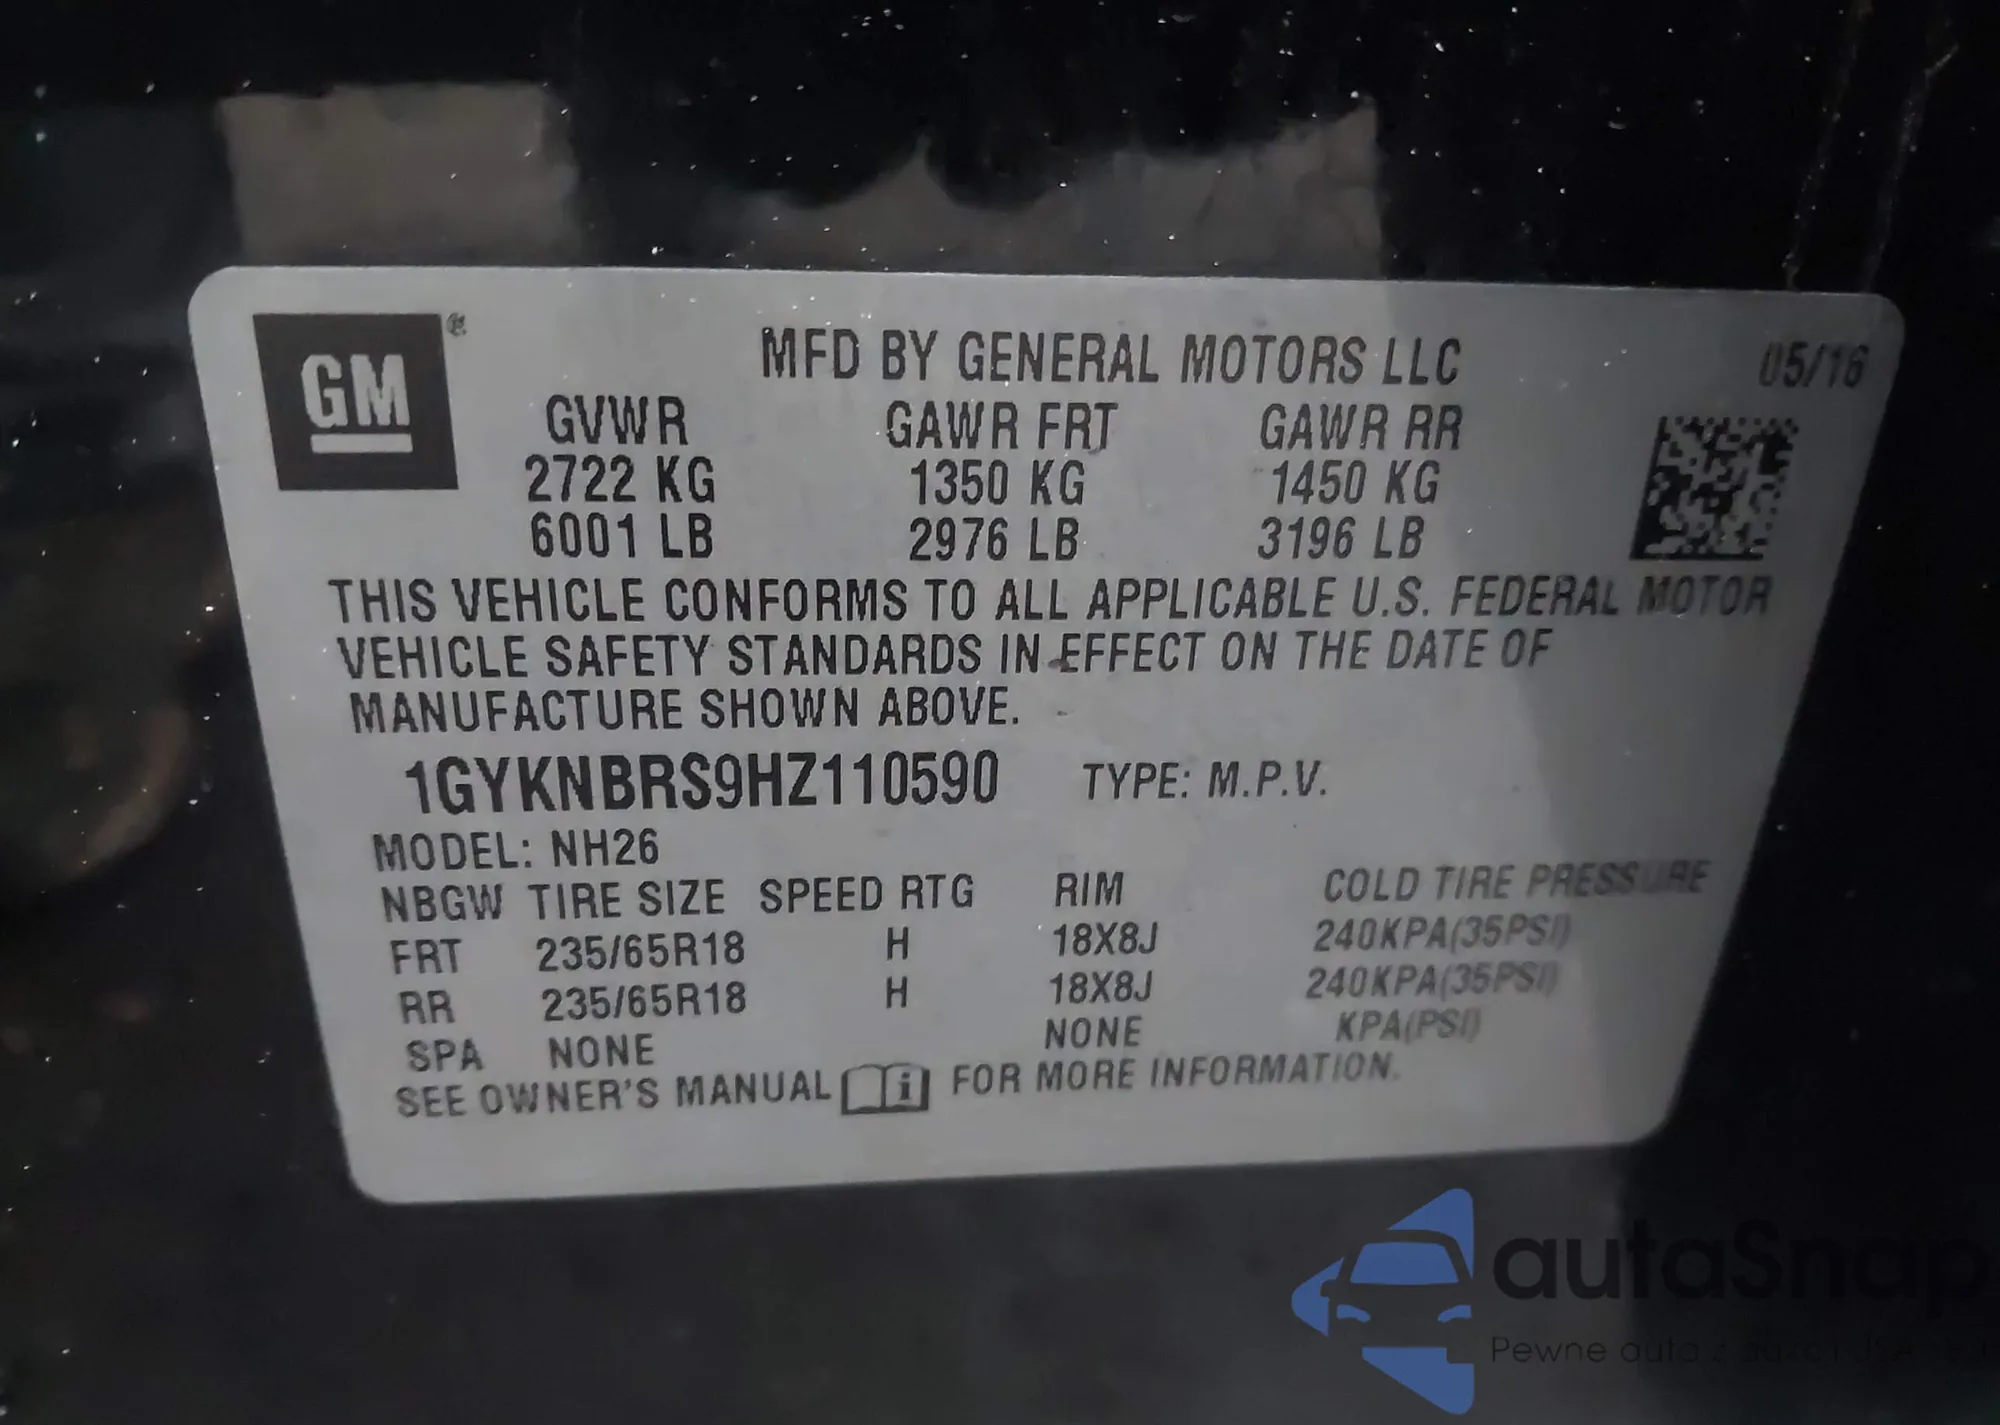 GM ®
MFD BY GENERAL MOTORS LLC 05/16
GVWR GAWR FRT GAWR RR
2722 KG 1350 KG 1450 KG
6001 LB 2976 LB 3196 LB
THIS VEHICLE CONFORMS TO ALL APPLICABLE U.S. FEDERAL MOTOR
VEHICLE SAFETY STANDARDS IN EFFECT ON THE DATE OF
MANUFACTURE SHOWN ABOVE.
1GYKNBRS9HZ110590 TYPE: M.P.V.
MODEL: NH26
NBGW TIRE SIZE SPEED RTG RIM COLD TIRE PRESSURE
FRT 235/65R18 H 18X8J 240KPA(35PSI)
RR 235/65R18 H 18X8J 240KPA(35PSI)
SPA NONE NONE KPA(PSI)
SEE OWNER'S MANUAL i FOR MORE INFORMATION.
autaSnap
Pewne auta z